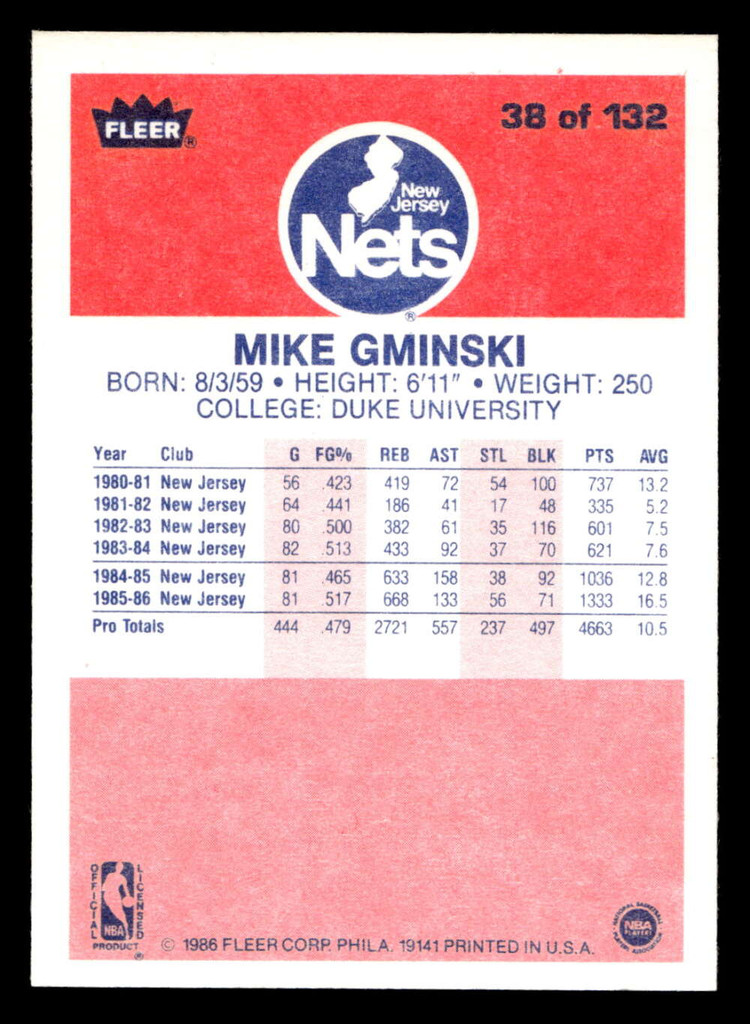 FLEER®
38 of 132
New
Jersey
Nets
®
MIKE GMINSKI
BORN: 8/3/59 • HEIGHT: 6'11" • WEIGHT: 250
COLLEGE: DUKE UNIVERSITY
Year Club G FG% REB AST STL BLK PTS AVG
1980-81 New Jersey 56 .423 419 72 54 100 737 13.2
1981-82 New Jersey 64 .441 186 41 17 48 335 5.2
1982-83 New Jersey 80 .500 382 61 35 116 601 7.5
1983-84 New Jersey 82 .513 433 92 37 70 621 7.6
1984-85 New Jersey 81 .465 633 158 38 92 1036 12.8
1985-86 New Jersey 81 .517 668 133 56 71 1333 16.5
Pro Totals 444 .479 2721 557 237 497 4663 10.5
OFFICIAL LICENSED
NBA
PRODUCT ®
© 1986 FLEER CORP. PHILA. 19141 PRINTED IN U.S.A.
NATIONAL BASKETBALL
NBA
PLAYERS
PLAYERS ASSOCIATION